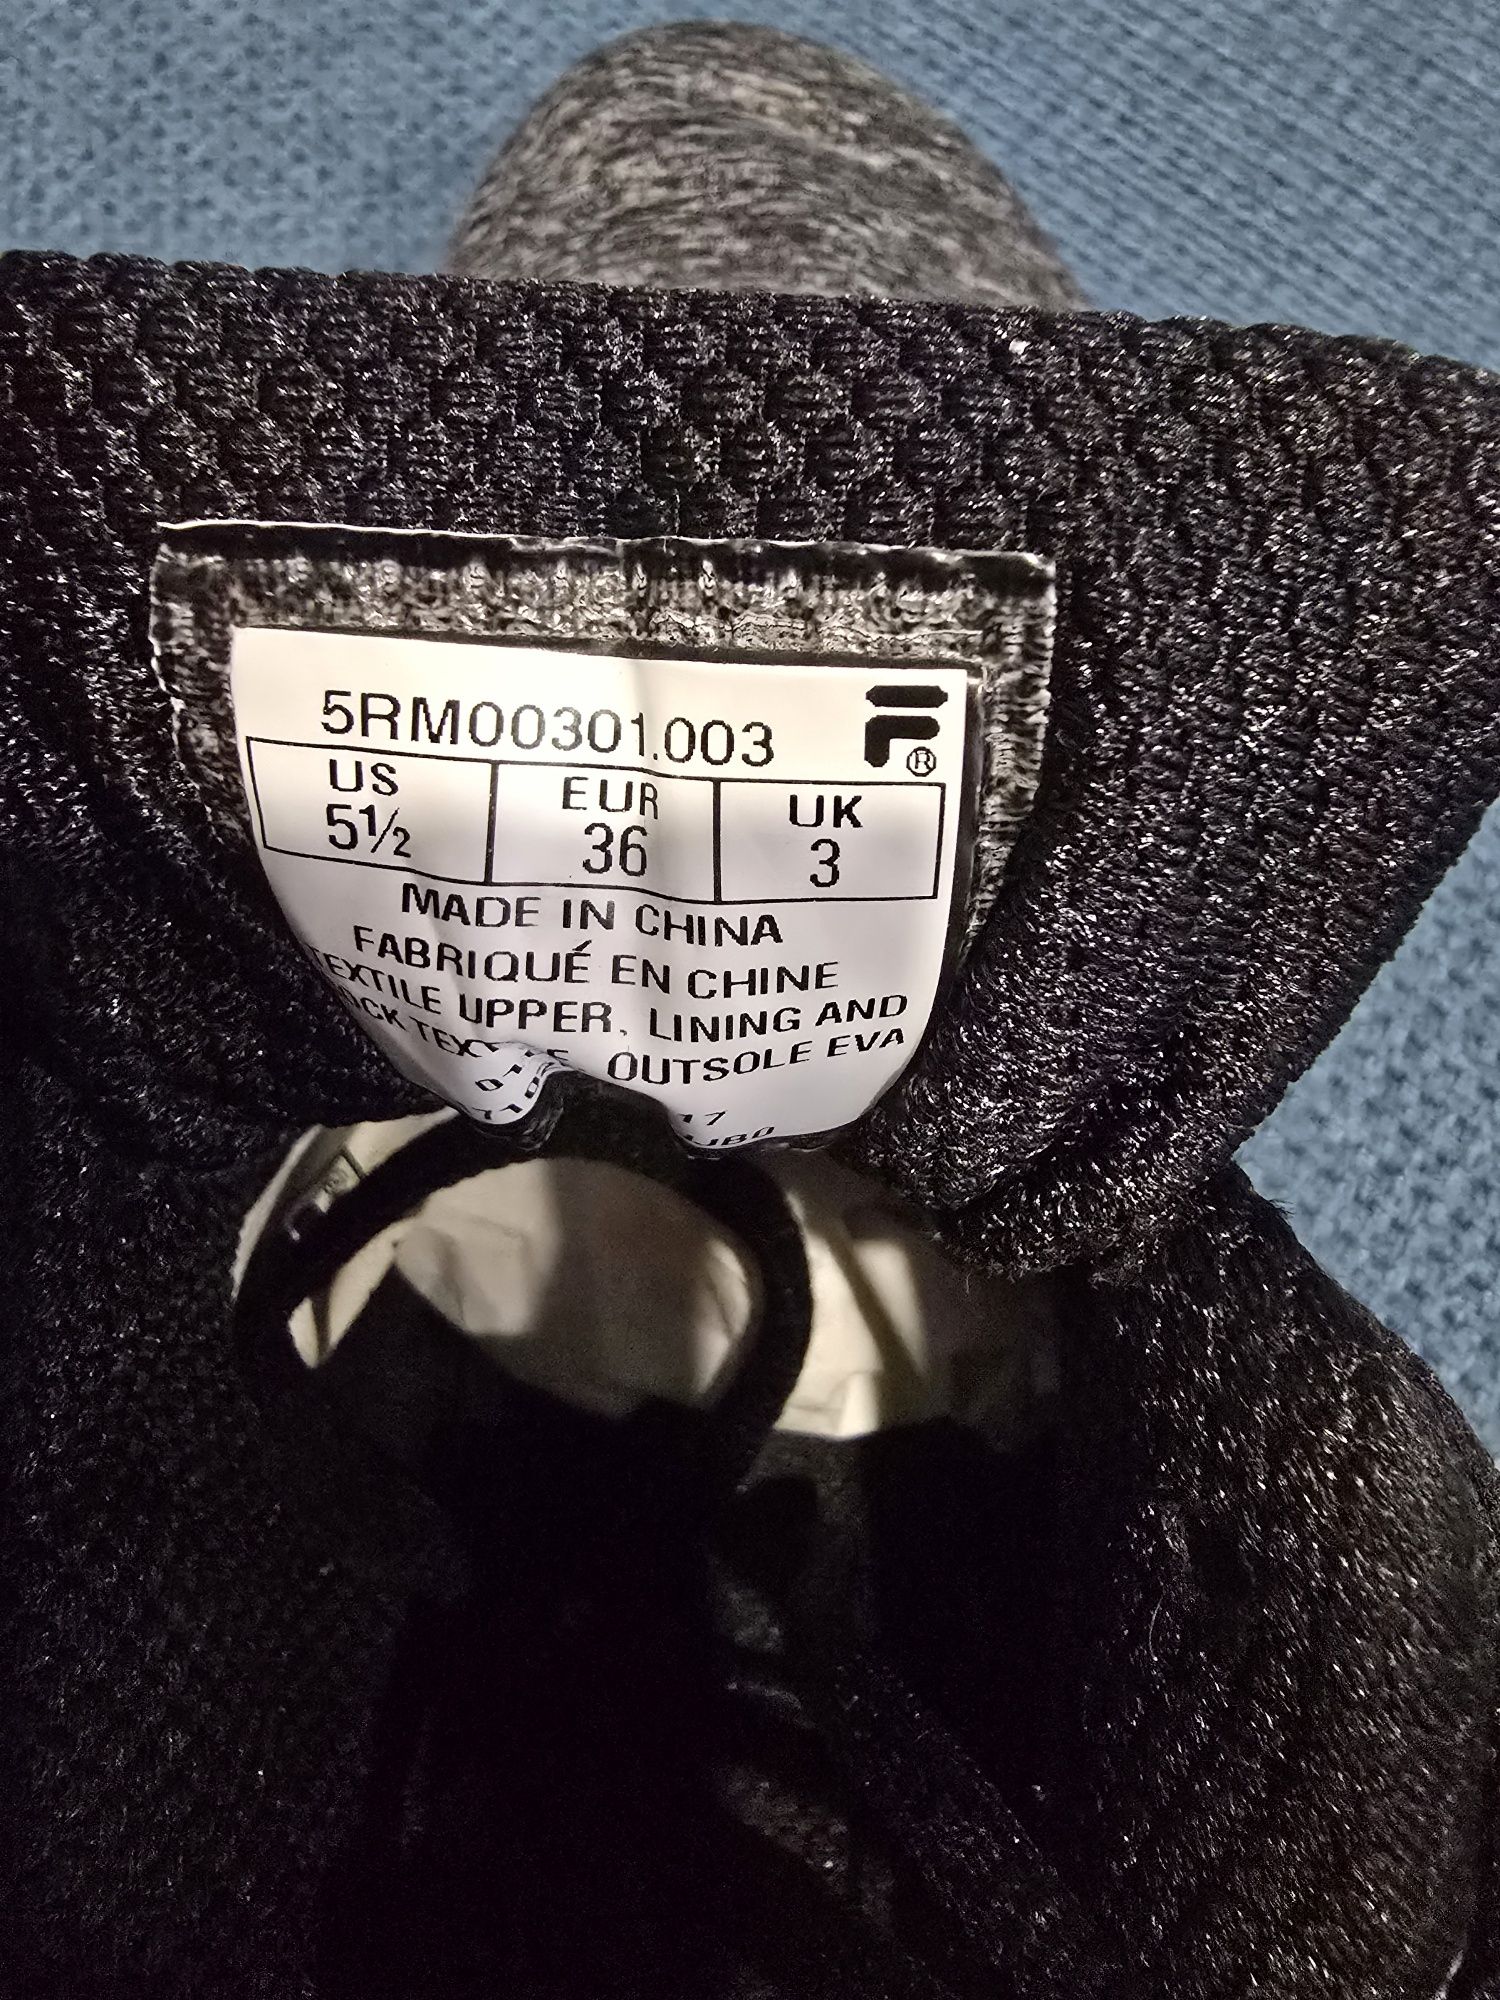 5RM00301.003
US EUR UK
5½ 36 3
MADE IN CHINA
FABRIQUÉ EN CHINE
TEXTILE UPPER, LINING AND
OUTSOLE EVA